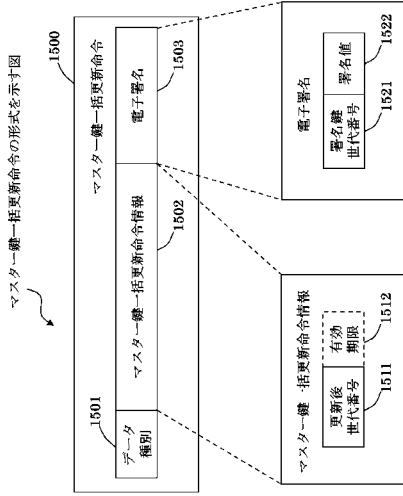 マスター鍵一括更新命令の形式を示す図
1500
マスター鍵一括更新命令
1501
データ
種別
マスター鍵一括更新命令情報
1502
電子署名
1503
マスター鍵一括更新命令情報
更新後
世代番号
1511
有効
期限
1512
電子署名
署名鍵
世代番号
1521
署名値
1522